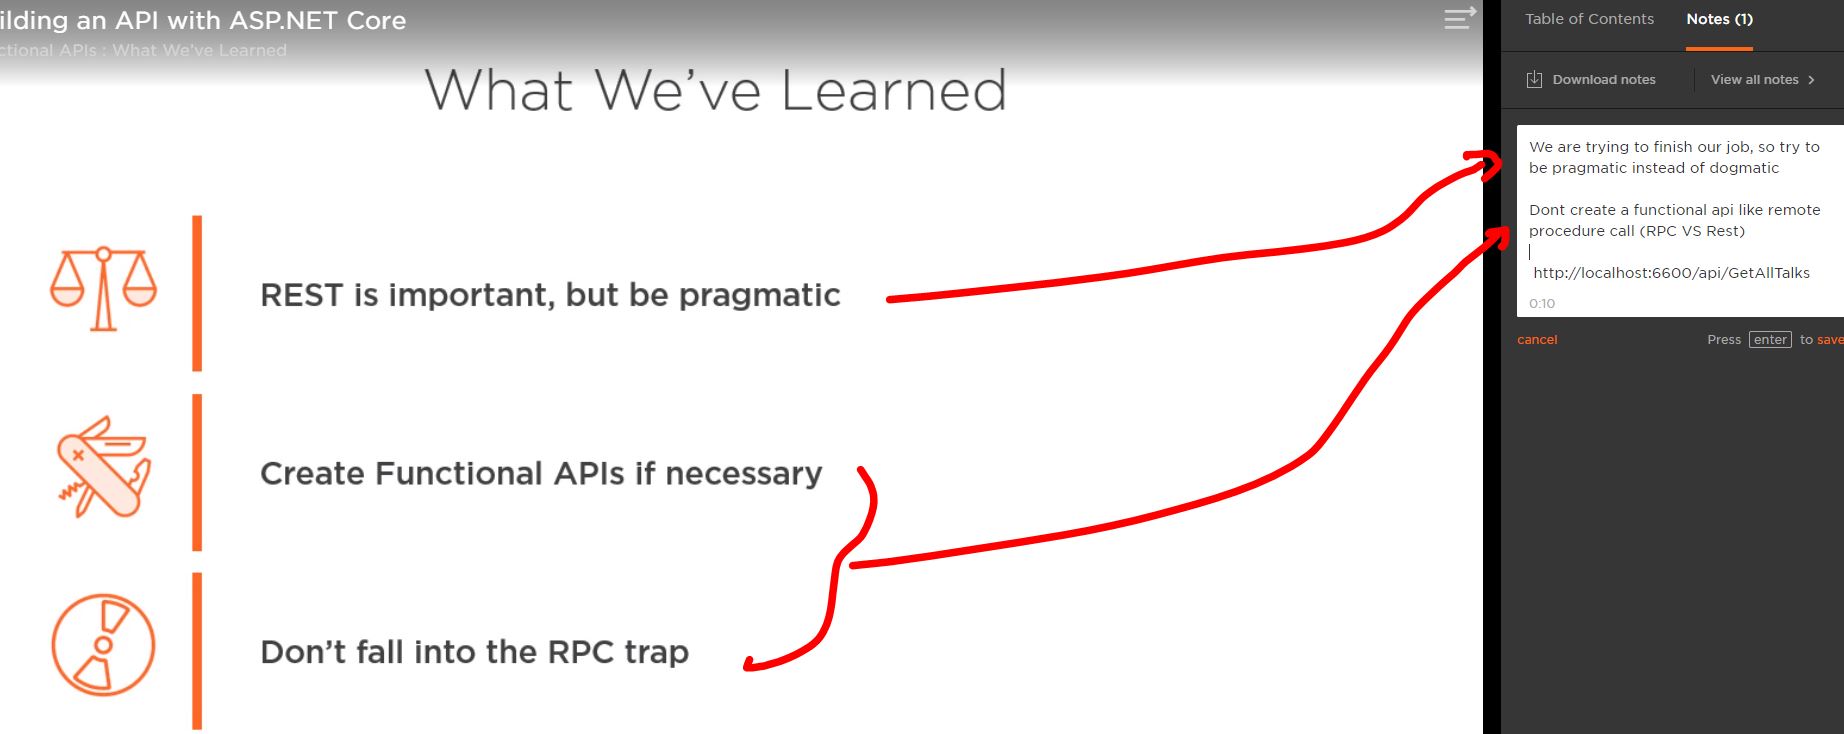 ilding an API with ASP.NET Core
ctional APIs : What We've Learned
What We've Learned
REST is important, but be pragmatic
Create Functional APIs if necessary
Don't fall into the RPC trap
Table of Contents
Notes (1)
Download notes
View all notes >
We are trying to finish our job, so try to
be pragmatic instead of dogmatic
Dont create a functional api like remote
procedure call (RPC VS Rest)
http://localhost:6600/api/GetAllTalks
0:10
cancel
Press enter to save